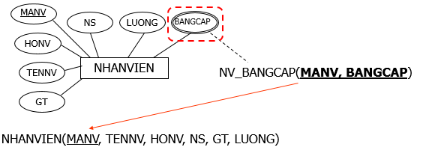 MANV
NS
LUONG
BANGCAP
HONV
NHANVIEN
TENNV
GT
NV_BANGCAP(MANV, BANGCAP)
NHANVIEN(MANV, TENNV, HONV, NS, GT, LUONG)